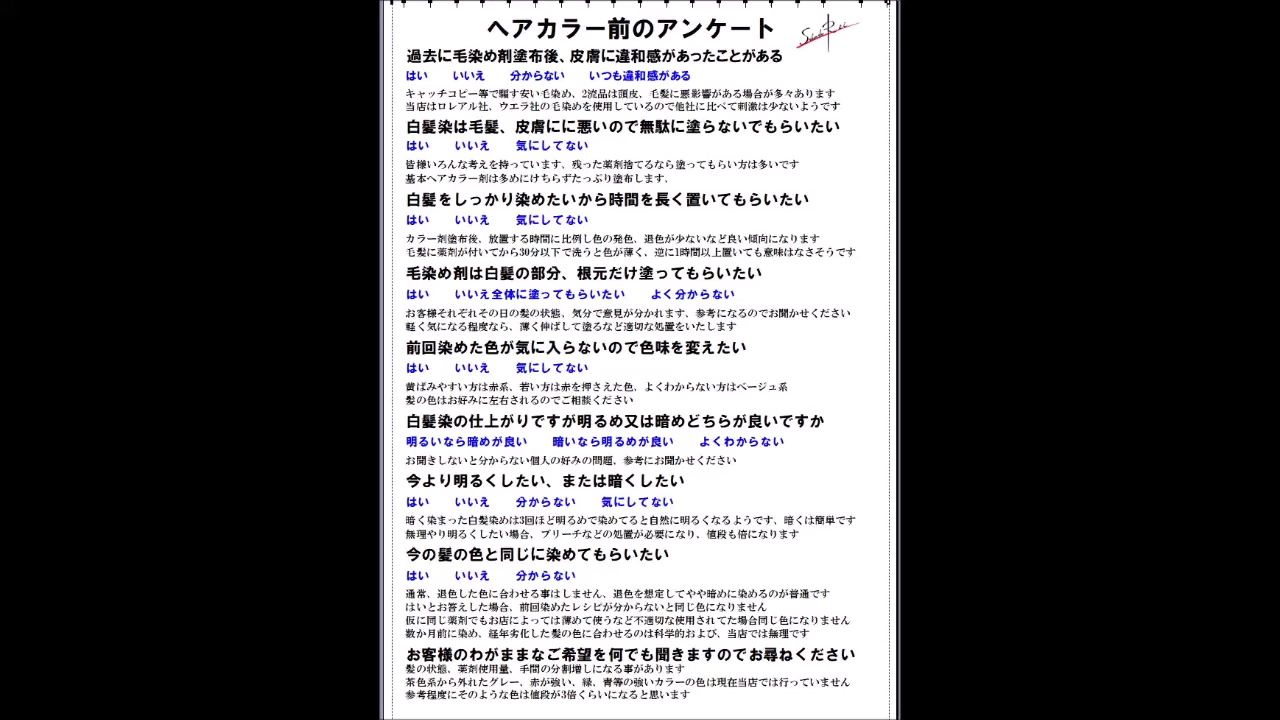 ヘアカラー前のアンケート
過去に毛染め剤塗布後、皮膚に違和感があったことがある
はい いいえ 分からない いつも違和感がある
キャッチコピー等で騙す安い毛染め、2流品は頭皮、毛髪に悪影響がある場合が多々あります
当店はロレアル社、ウエラ社の毛染めを使用しているので他社に比べて刺激は少ないようです
白髪染は毛髪、皮膚にに悪いので無駄に塗らないでもらいたい
はい いいえ 気にしてない
皆様いろんな考えを持っています、残った薬剤捨てるなら塗ってもらい方は多いです
基本ヘアカラー剤は多めにけちらずたっぷり塗布します、
白髪をしっかり染めたいから時間を長く置いてもらいたい
はい いいえ 気にしてない
カラー剤塗布後、放置する時間に比例し色の発色、退色が少ないなど良い傾向になります
毛髪に薬剤が付いてから30分以下で洗うと色が薄く、逆に1時間以上置いても意味はなさそうです
毛染め剤は白髪の部分、根元だけ塗ってもらいたい
はい いいえ全体に塗ってもらいたい よく分からない
お客様それぞれその日の髪の状態、気分で意見が分かれます、参考になるのでお聞かせください
軽く気になる程度なら、薄く伸ばして塗るなど適切な処置をいたします
前回染めた色が気に入らないので色味を変えたい
はい いいえ 気にしてない
黄ばみやすい方は赤系、若い方は赤を押さえた色、よくわからない方はベージュ系
髪の色はお好みに左右されるのでご相談ください
白髪染の仕上がりですが明るめ又は暗めどちらが良いですか
明るいなら暗めが良い 暗いなら明るめが良い よくわからない
お聞きしないと分からない個人の好みの問題、参考にお聞かせください
今より明るくしたい、または暗くしたい
はい いいえ 分からない 気にしてない
暗く染まった白髪染めは3回ほど明るめで染めてると自然に明るくなるようです、暗くは簡単です
無理やり明るくしたい場合、ブリーチなどの処置が必要になり、値段も倍になります
今の髪の色と同じに染めてもらいたい
はい いいえ 分からない
通常、退色した色に合わせる事はしません、退色を想定してやや暗めに染めるのが普通です
はいとお答えした場合、前回染めたレシピが分からないと同じ色になりません
仮に同じ薬剤でもお店によっては薄めて使うなど不適切な使用されてた場合同じ色になりません
数か月前に染め、経年劣化した髪の色に合わせるのは科学的および、当店では無理です
お客様のわがままなご希望を何でも聞きますのでお尋ねください
髪の状態、薬剤使用量、手間の分割増しになる事があります
茶色系から外れたグレー、赤が強い、緑、青等の強いカラーの色は現在当店では行っていません
参考程度にそのような色は値段が3倍くらいになると思います